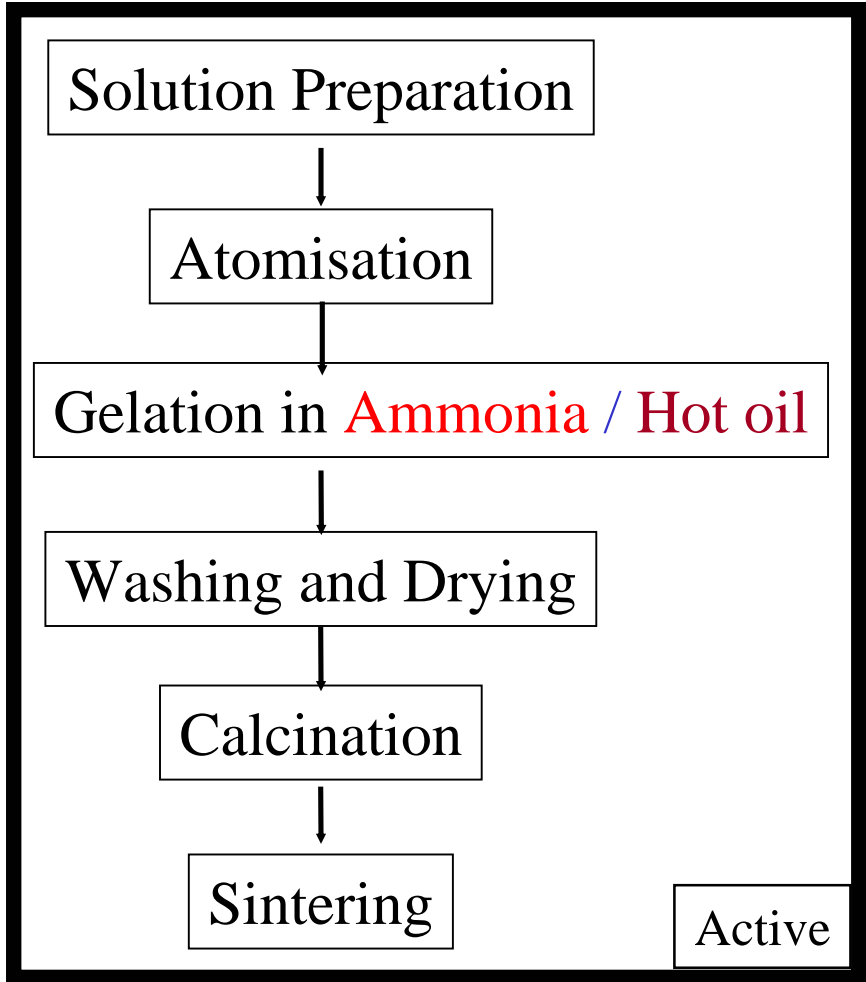 Solution Preparation
Atomisation
Gelation in Ammonia / Hot oil
Washing and Drying
Calcination
Sintering
Active